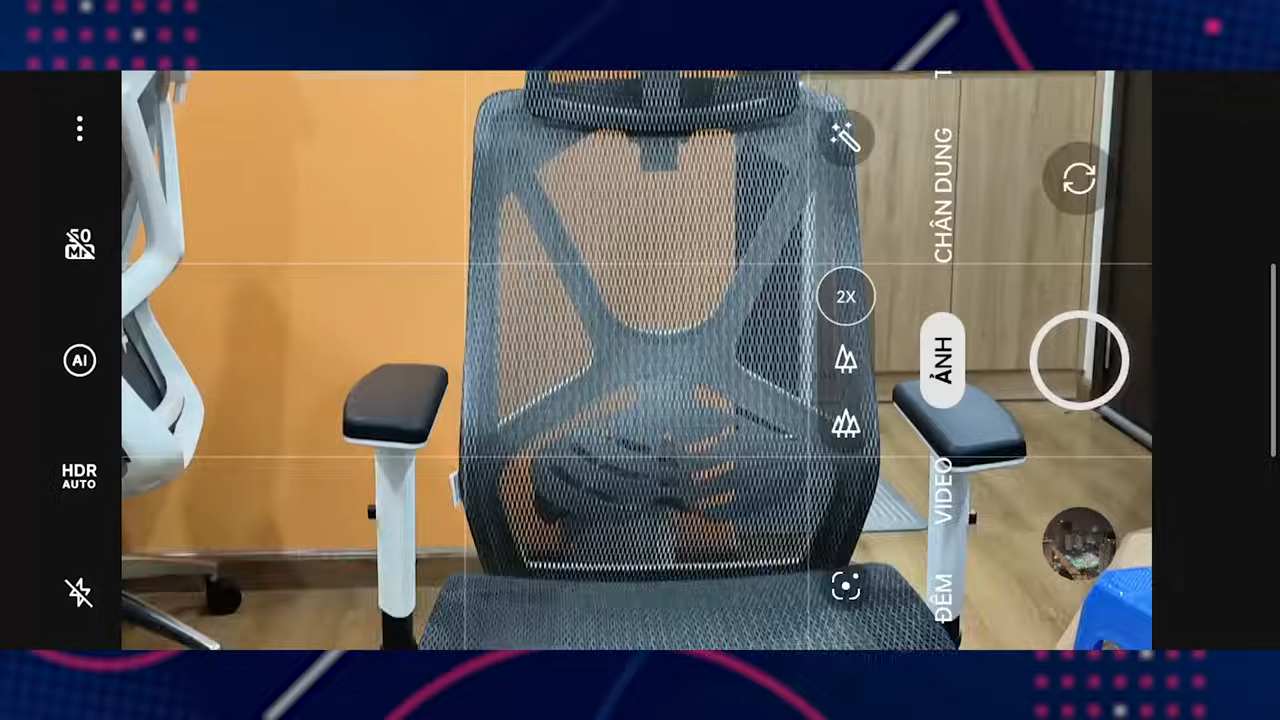 50
MP
AI
HDR
AUTO
2X
CHÂN DUNG
ẢNH
VIDEO
ĐÊM